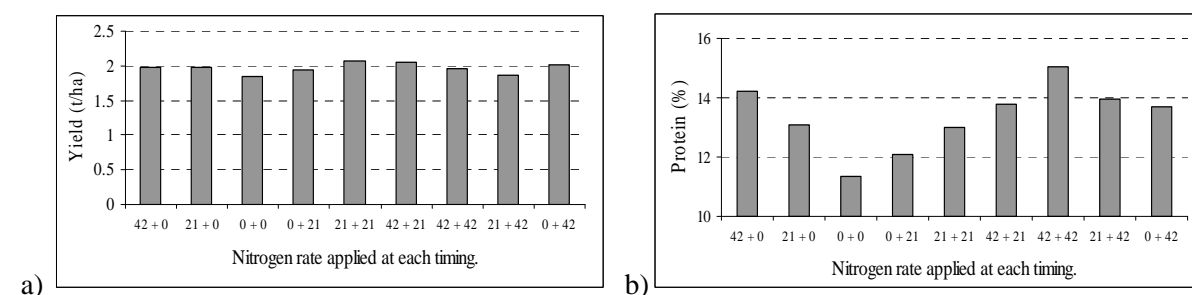 a)
Yield (t/ha)
2.5
2
1.5
1
0.5
0
42 + 0 21 + 0 0 + 0 0 + 21 21 + 21 42 + 21 42 + 42 21 + 42 0 + 42
Nitrogen rate applied at each timing.
b)
Protein (%)
16
14
12
10
42 + 0 21 + 0 0 + 0 0 + 21 21 + 21 42 + 21 42 + 42 21 + 42 0 + 42
Nitrogen rate applied at each timing.